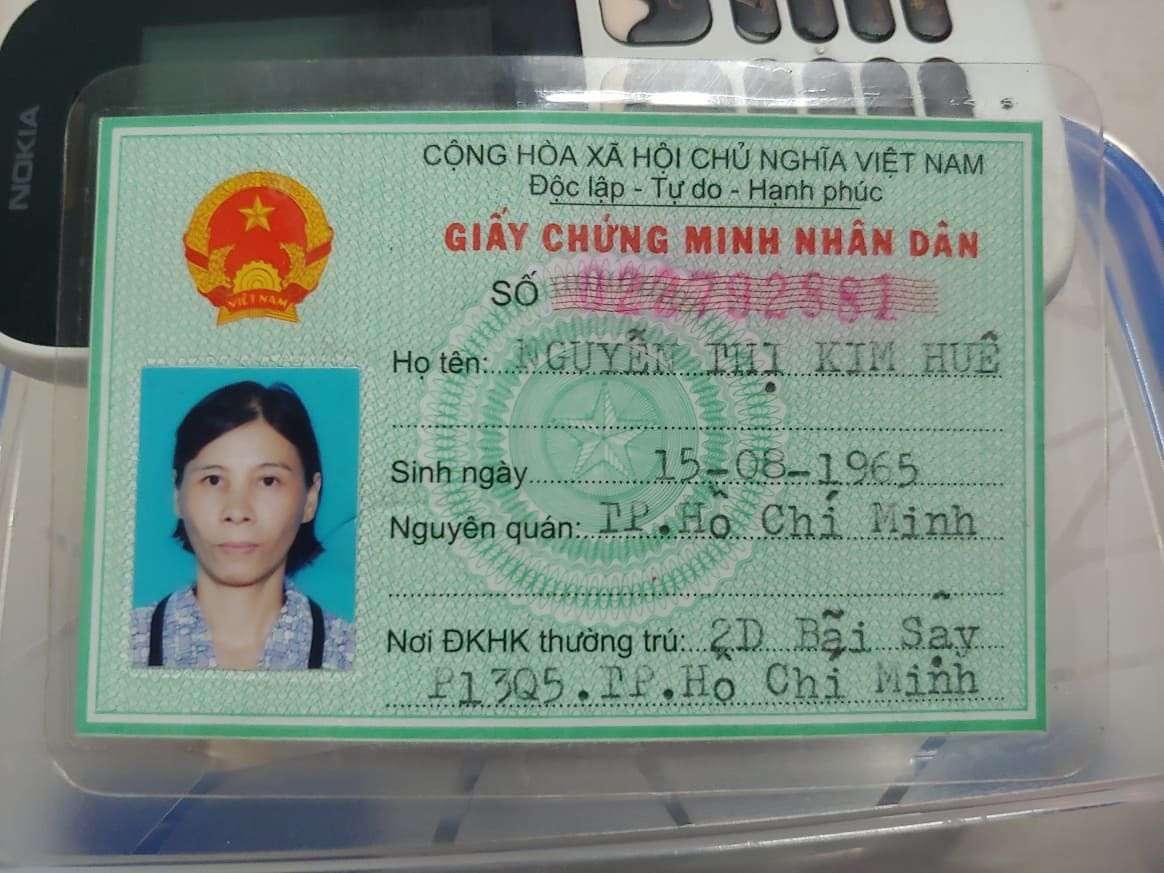 NOKIA
CỘNG HÒA XÃ HỘI CHỦ NGHĨA VIỆT NAM
Độc lập - Tự do - Hạnh phúc
GIẤY CHỨNG MINH NHÂN DÂN
SỐ
VIỆT NAM
Họ tên: NGUYỄN THỊ KIM HUÊ
Sinh ngày 15-08-1965
Nguyên quán: TP.Hồ Chí Minh
Nơi ĐKHK thường trú: 2D Bãi Sậy
P13Q5.TP.Hồ Chí Minh